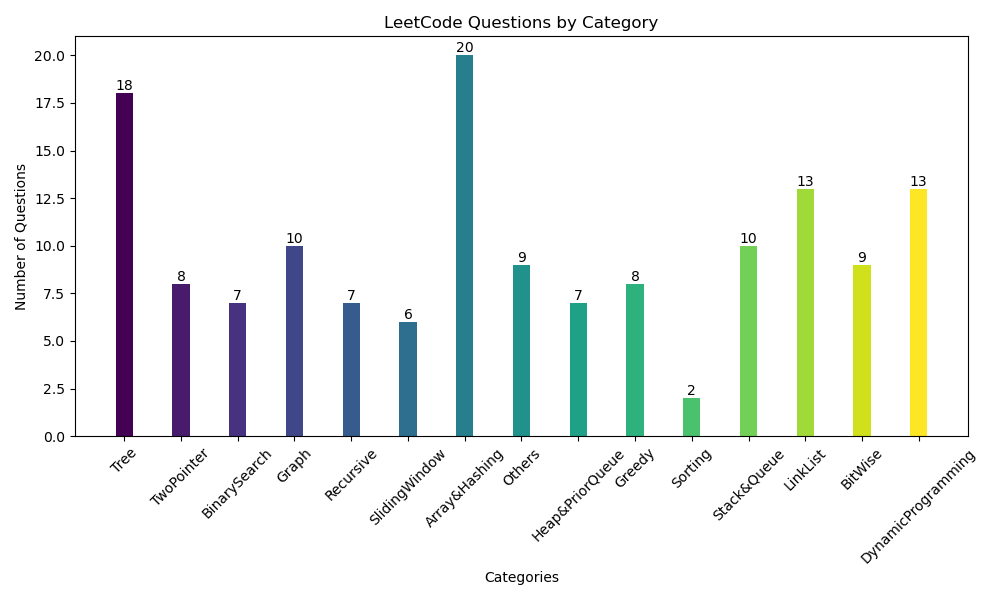 LeetCode Questions by Category
Number of Questions
20.0
17.5
15.0
12.5
10.0
7.5
5.0
2.5
0.0
18
8
7
10
7
6
20
9
7
8
2
10
13
9
13
Tree
TwoPointer
BinarySearch
Graph
Recursive
SlidingWindow
Array&Hashing
Others
Heap&PriorQueue
Greedy
Sorting
Stack&Queue
LinkList
BitWise
DynamicProgramming
Categories